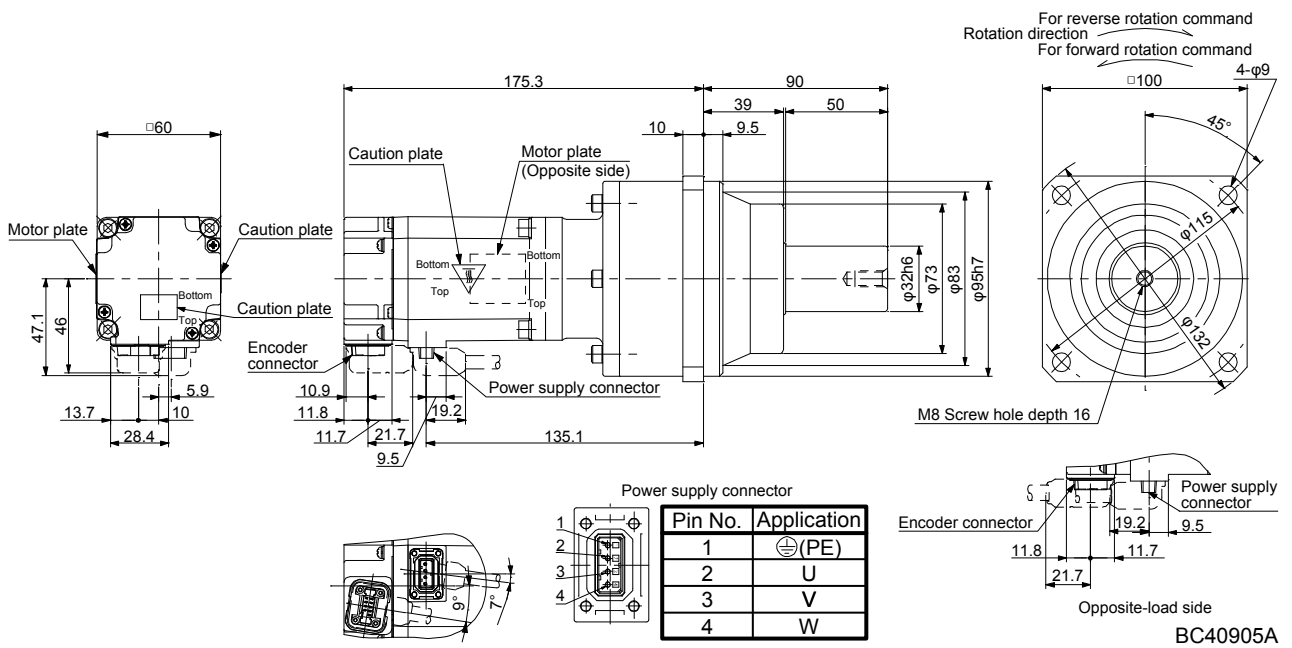 For reverse rotation command
Rotation direction
For forward rotation command
175.3
90
□100
4-φ9
39
50
10
9.5
45°
□60
Caution plate
Motor plate
(Opposite side)
Motor plate
Caution plate
Bottom
Top
Bottom
Top
Bottom
Top
Caution plate
47.1
46
φ32h6
φ73
φ83
φ95h7
φ115
φ132
Encoder
connector
Power supply connector
5.9
13.7
10
28.4
10.9
11.8
11.7
21.7
9.5
19.2
135.1
M8 Screw hole depth 16
Power supply connector
1
2
3
4
Pin No. Application
1 (PE)
2 U
3 V
4 W
9°
7°
Power supply
connector
Encoder connector
19.2
9.5
11.8
11.7
21.7
Opposite-load side
BC40905A